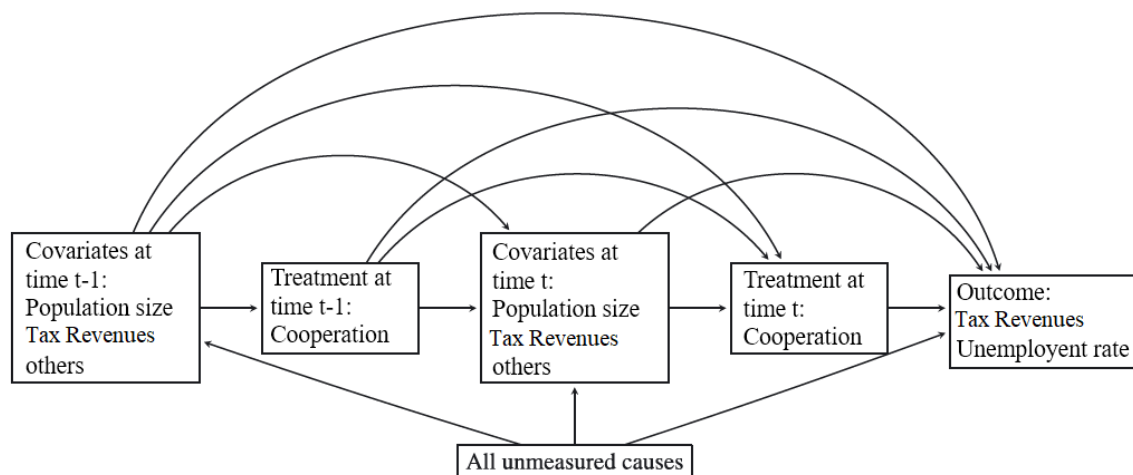 Covariates at
time t-1:
Population size
Tax Revenues
others
Treatment at
time t-1:
Cooperation
Covariates at
time t:
Population size
Tax Revenues
others
Treatment at
time t:
Cooperation
Outcome:
Tax Revenues
Unemployent rate
All unmeasured causes